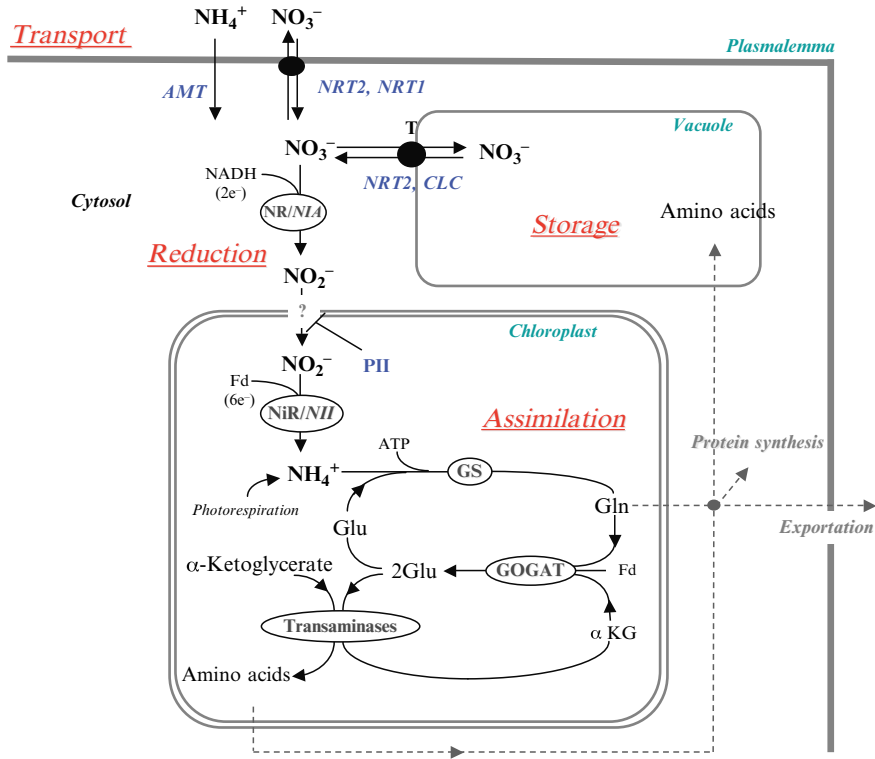 NH₄⁺ NO₃⁻
Transport
Plasmalemma
AMT
NRT2, NRT1
T
Vacuole
NO₃⁻
NO₃⁻
NADH
(2e⁻)
NRT2, CLC
Cytosol
NR/NIA
Amino acids
Storage
Reduction
NO₂⁻
?
Chloroplast
NO₂⁻
PII
Fd
(6e⁻)
NiR/NII
Assimilation
ATP
Protein synthesis
NH₄⁺
GS
Photorespiration
Gln
Glu
Exportation
α-Ketoglycerate
2Glu
GOGAT
Fd
Transaminases
α KG
Amino acids